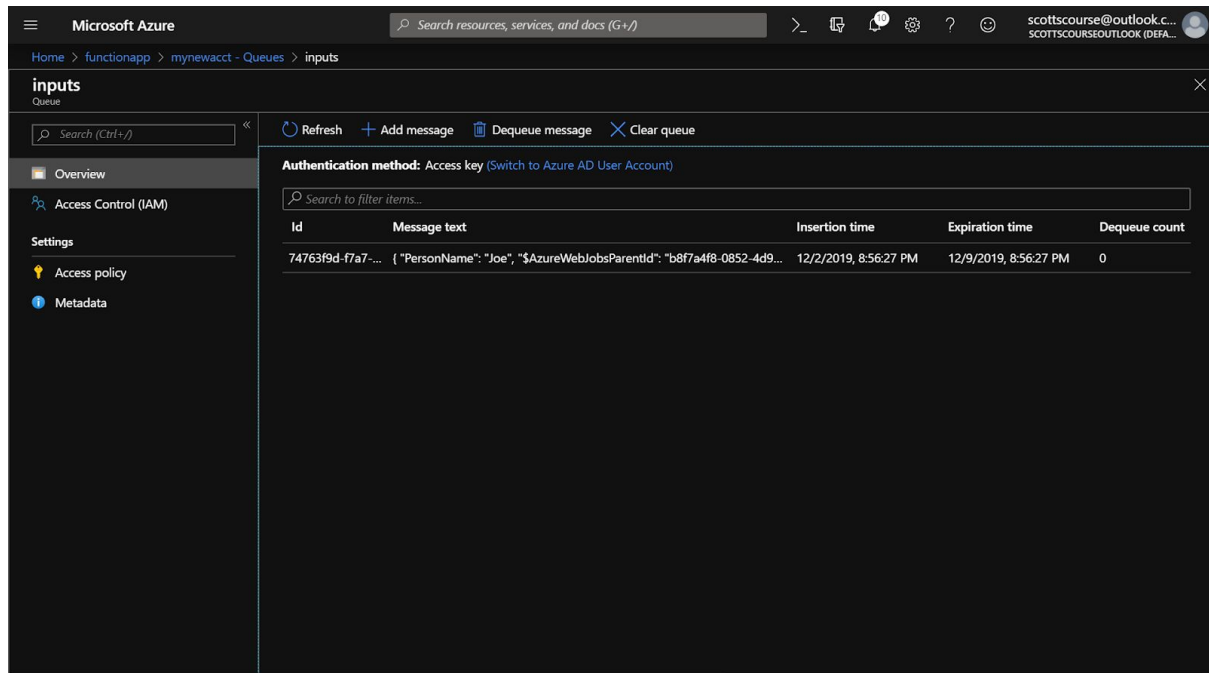 Microsoft Azure
Search resources, services, and docs (G+/)
10
scottscourse@outlook.c...
SCOTTSCOURSEOUTLOOK (DEFA...
Home > functionapp > mynewacct - Queues > inputs
inputs
Queue
Search (Ctrl+/)
Overview
Access Control (IAM)
Settings
Access policy
Metadata
Refresh Add message Dequeue message Clear queue
Authentication method: Access key (Switch to Azure AD User Account)
Search to filter items...
Id Message text Insertion time Expiration time Dequeue count
74763f9d-f7a7-... { "PersonName": "Joe", "$AzureWebJobsParentId": "b8f7a4f8-0852-4d9... 12/2/2019, 8:56:27 PM 12/9/2019, 8:56:27 PM 0